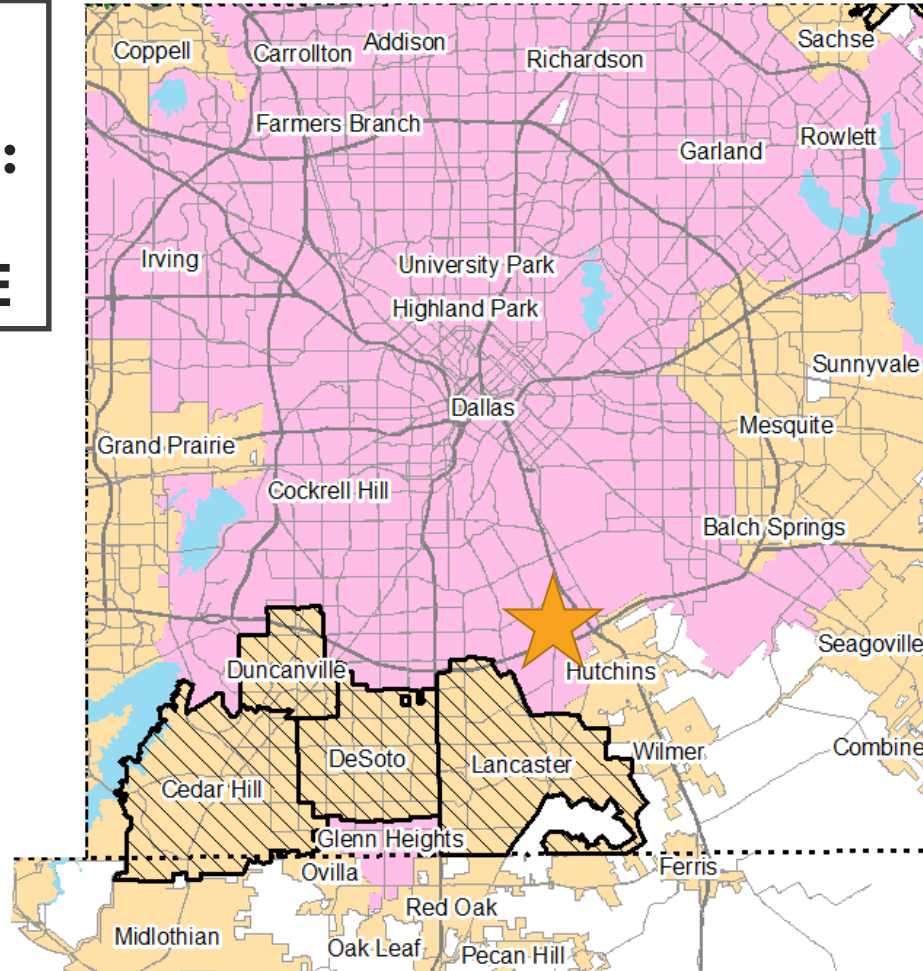 :
E
Coppell
Carrollton
Addison
Richardson
Sachse
Farmers Branch
Garland
Rowlett
Irving
University Park
Highland Park
Sunnyvale
Dallas
Mesquite
Grand Prairie
Cockrell Hill
Balch Springs
Seagoville
Duncanville
Hutchins
Wilmer
Combine
DeSoto
Lancaster
Cedar Hill
Glenn Heights
Ovilla
Ferris
Red Oak
Midlothian
Oak Leaf
Pecan Hill